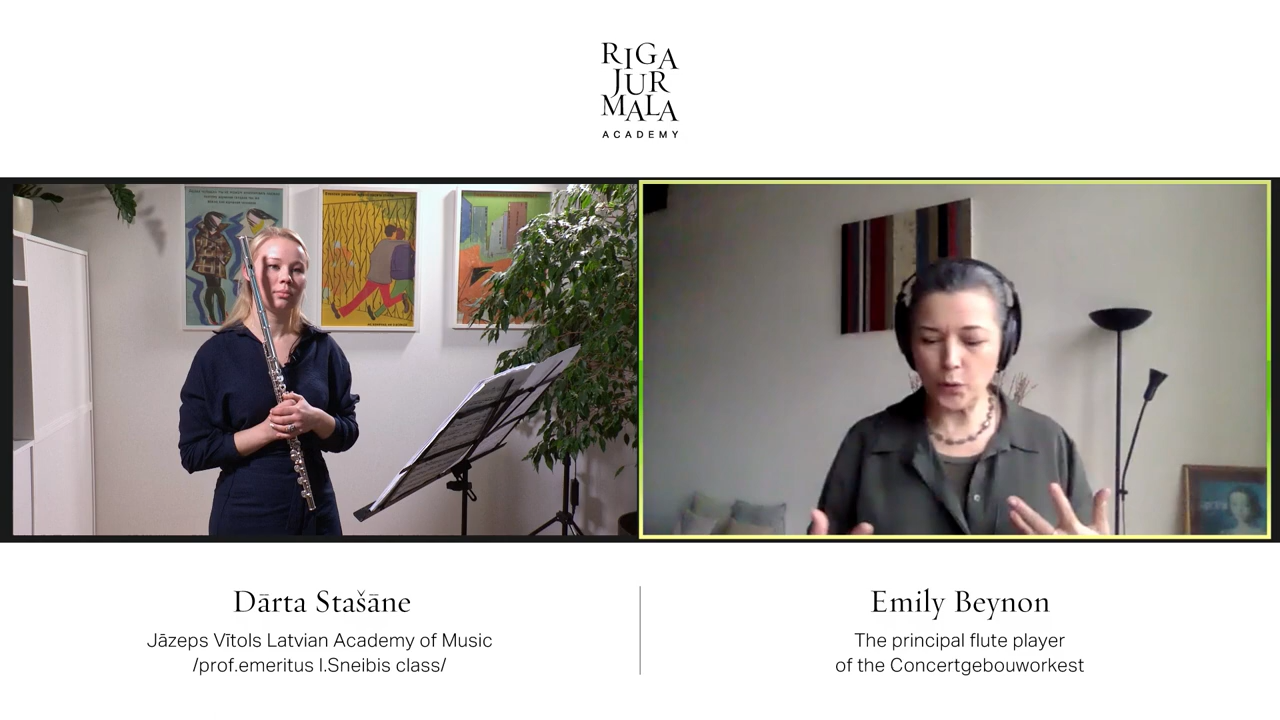 RIGA
JUR
MALA
ACADEMY
Dārta Stašāne
Jāzeps Vītols Latvian Academy of Music
/prof.emeritus I.Sneibis class/
Emily Beynon
The principal flute player
of the Concertgebouworkest